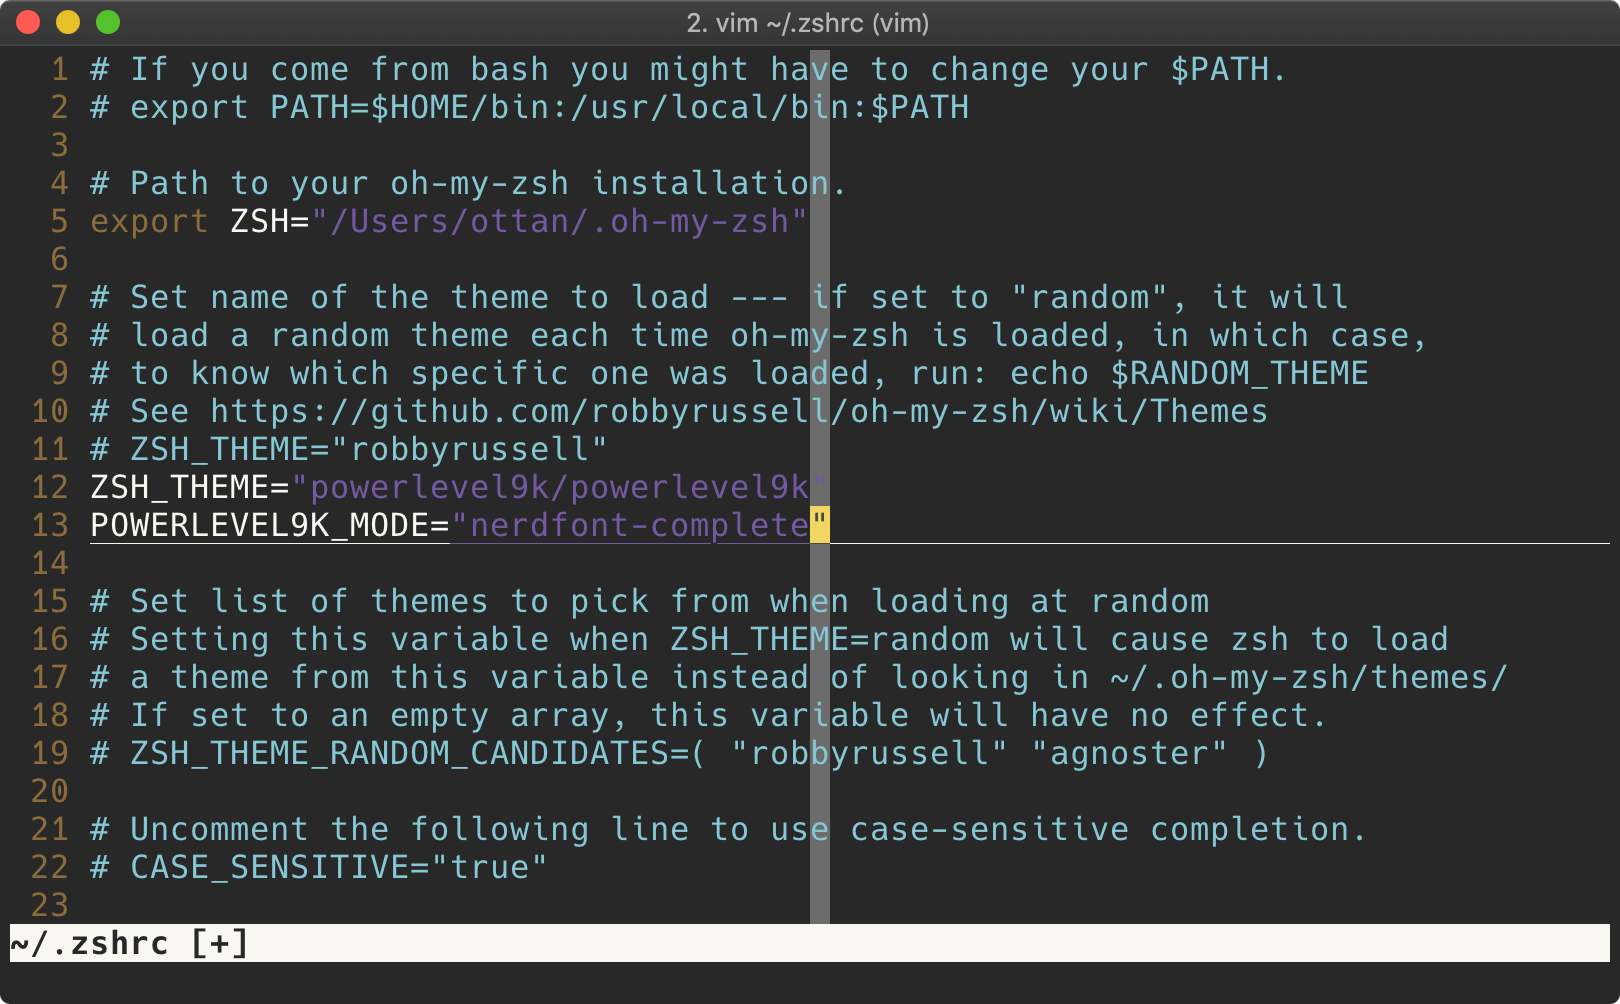 2. vim ~/.zshrc (vim)
1 # If you come from bash you might have to change your $PATH.
2 # export PATH=$HOME/bin:/usr/local/bin:$PATH
3
4 # Path to your oh-my-zsh installation.
5 export ZSH="/Users/ottan/.oh-my-zsh"
6
7 # Set name of the theme to load --- if set to "random", it will
8 # load a random theme each time oh-my-zsh is loaded, in which case,
9 # to know which specific one was loaded, run: echo $RANDOM_THEME
10 # See https://github.com/robbyrussell/oh-my-zsh/wiki/Themes
11 # ZSH_THEME="robbyrussell"
12 ZSH_THEME="powerlevel9k/powerlevel9k"
13 POWERLEVEL9K_MODE="nerdfont-complete"
14
15 # Set list of themes to pick from when loading at random
16 # Setting this variable when ZSH_THEME=random will cause zsh to load
17 # a theme from this variable instead of looking in ~/.oh-my-zsh/themes/
18 # If set to an empty array, this variable will have no effect.
19 # ZSH_THEME_RANDOM_CANDIDATES=( "robbyrussell" "agnoster" )
20
21 # Uncomment the following line to use case-sensitive completion.
22 # CASE_SENSITIVE="true"
23
~/.zshrc [+]